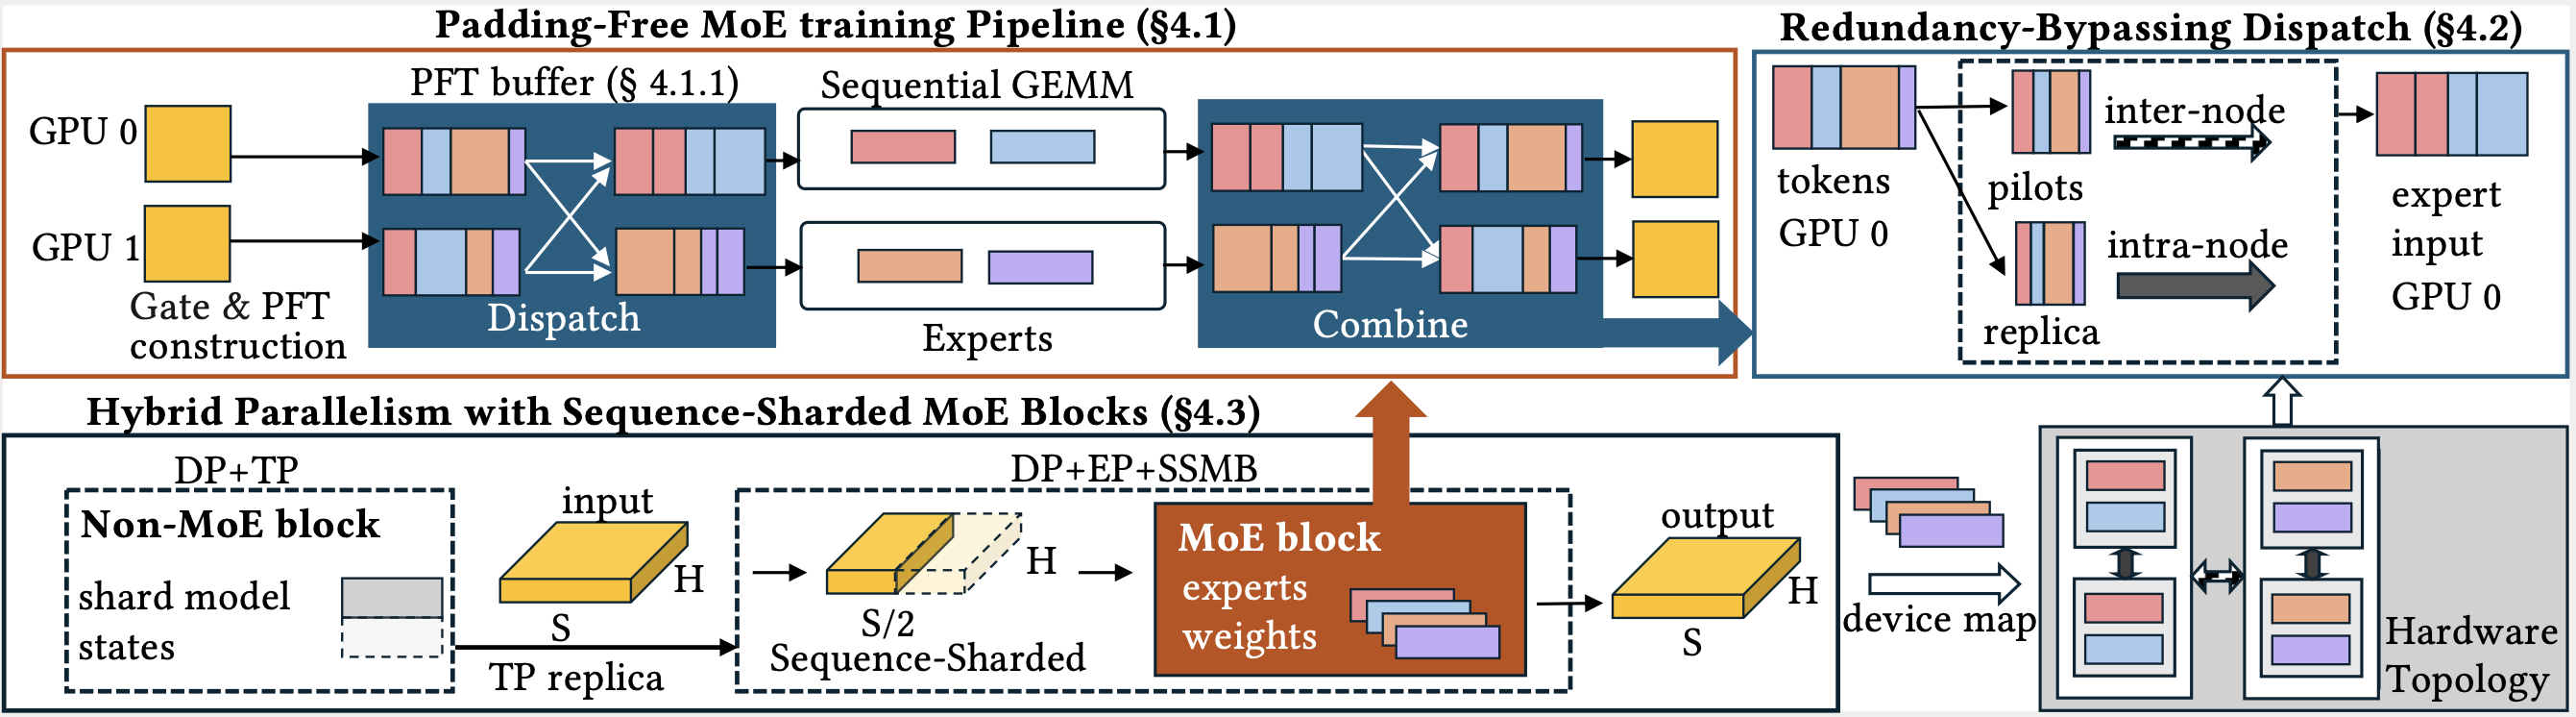 Padding-Free MoE training Pipeline (§4.1)
PFT buffer (§ 4.1.1)
Sequential GEMM
GPU 0
GPU 1
Gate & PFT
construction
Dispatch
Experts
Combine
Redundancy-Bypassing Dispatch (§4.2)
tokens
GPU 0
pilots
inter-node
replica
intra-node
expert
input
GPU 0
Hybrid Parallelism with Sequence-Sharded MoE Blocks (§4.3)
DP+TP
Non-MoE block
shard model
states
input
H
S
TP replica
DP+EP+SSMB
H
S/2
Sequence-Sharded
MoE block
experts
weights
output
H
S
device map
Hardware
Topology